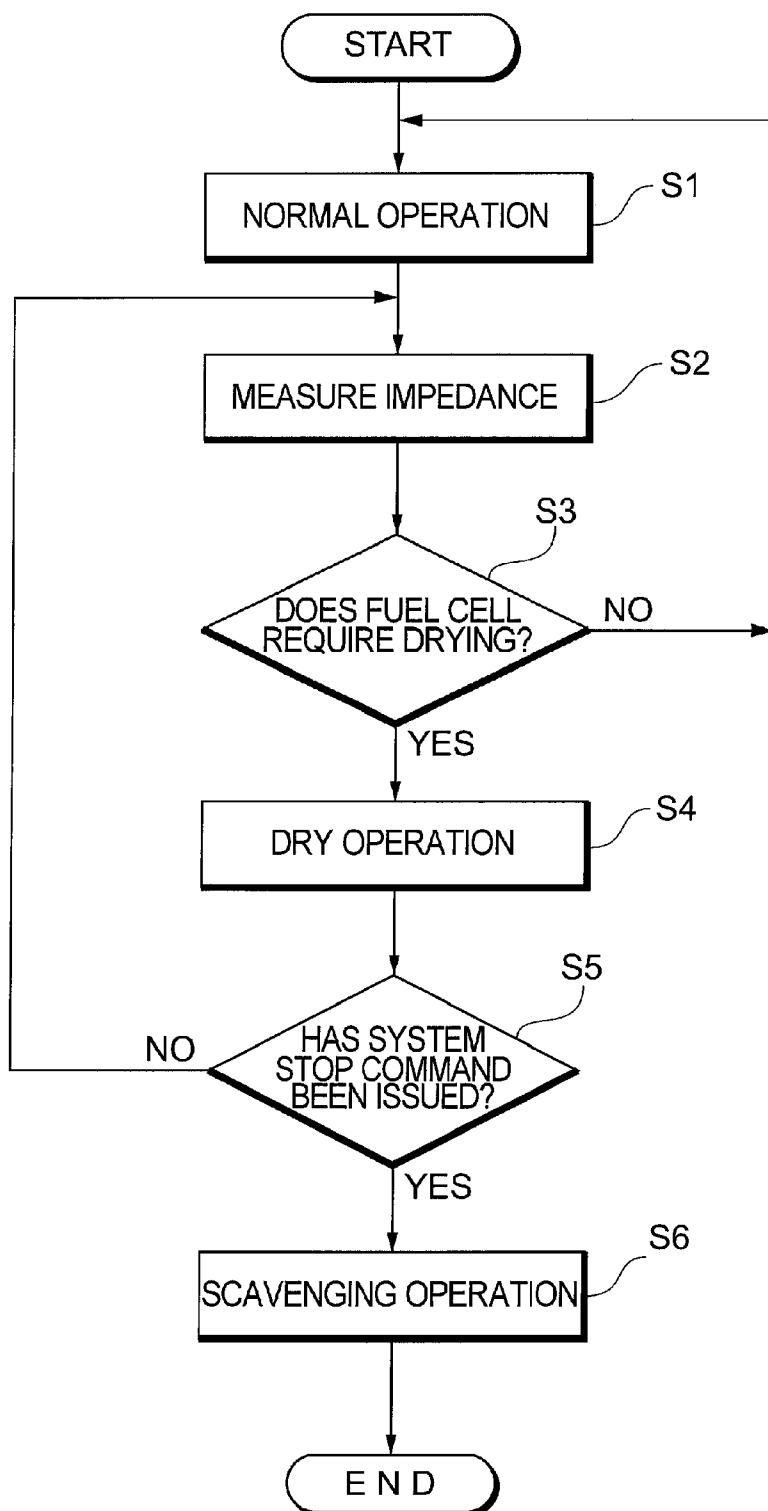 START
NORMAL OPERATION
S1
MEASURE IMPEDANCE
S2
S3
DOES FUEL CELL
REQUIRE DRYING?
NO
YES
DRY OPERATION
S4
S5
HAS SYSTEM
STOP COMMAND
BEEN ISSUED?
NO
YES
SCAVENGING OPERATION
S6
END